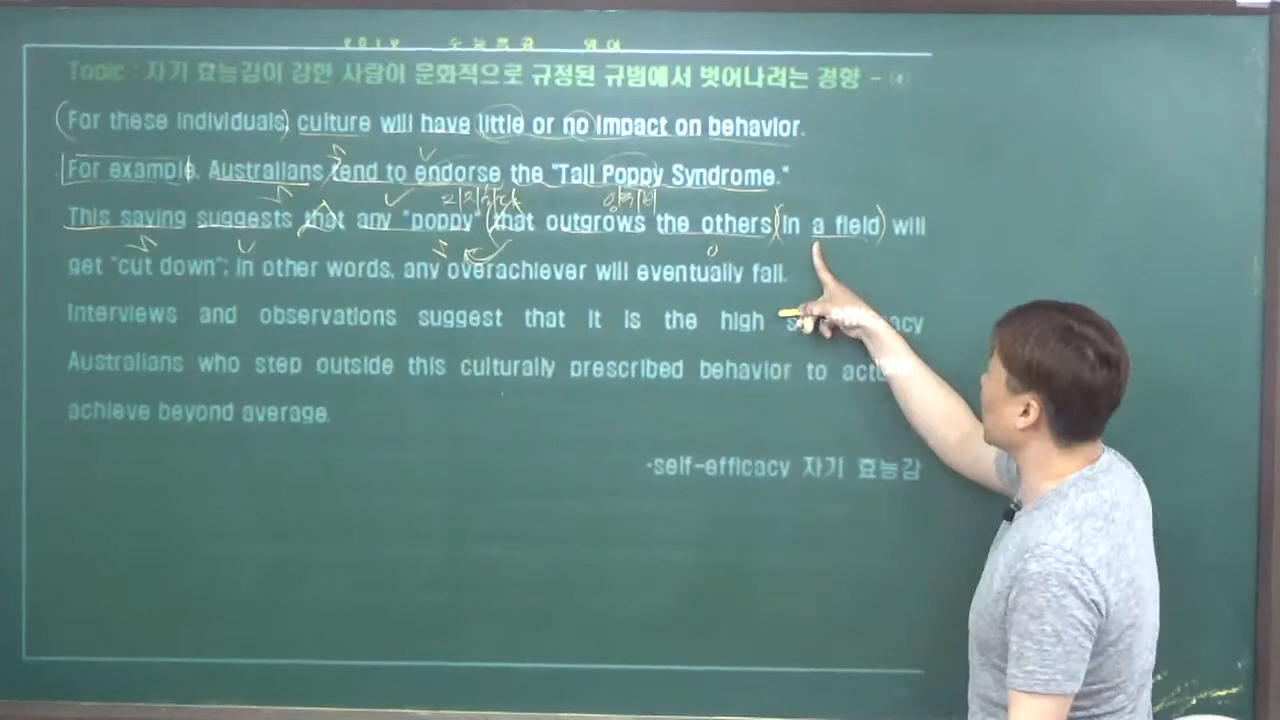 2019 수능특강 영어
Topic : 자기 효능감이 강한 사람이 문화적으로 규정된 규범에서 벗어나려는 경향 -
For these individuals, culture will have little or no impact on behavior.
For example, Australians tend to endorse the "Tall Poppy Syndrome."
지지하다 양귀비
This saying suggests that any "poppy" that outgrows the others in a field will
get "cut down"; in other words, any overachiever will eventually fall.
Interviews and observations suggest that it is the high
Australians who step outside this culturally prescribed behavior to
achieve beyond average.
·self-efficacy 자기 효능감